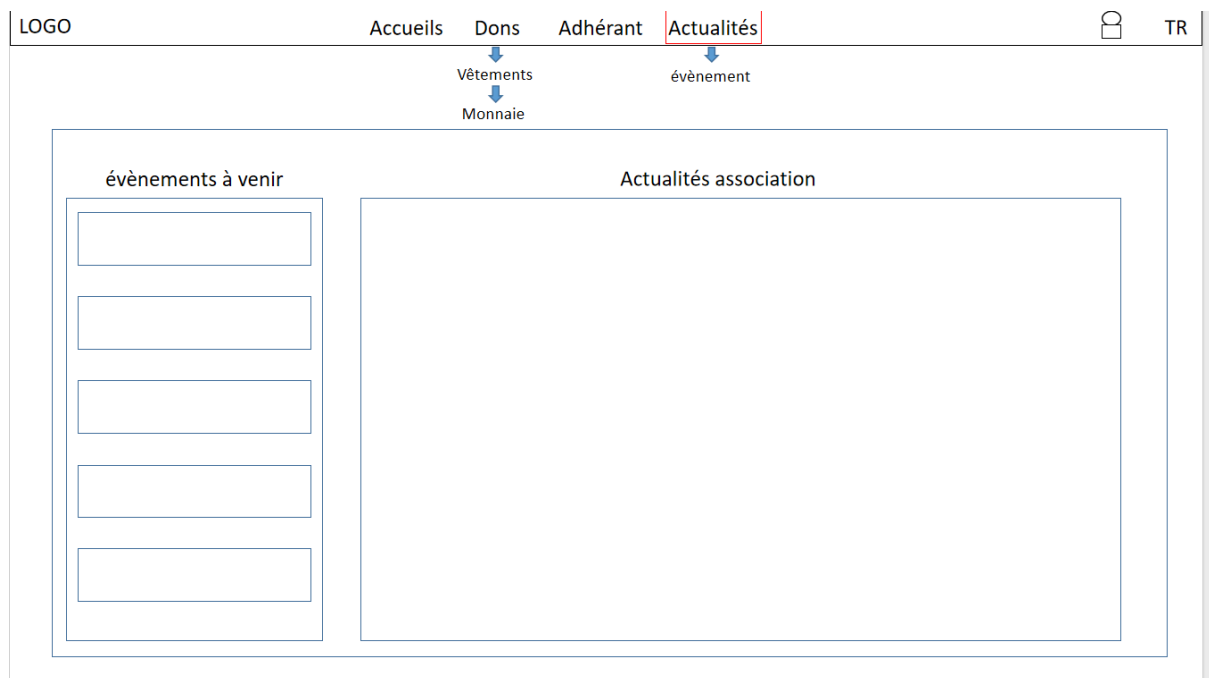 LOGO Accueils Dons Adhérant Actualités TR
Vêtements évènement
Monnaie
évènements à venir Actualités association